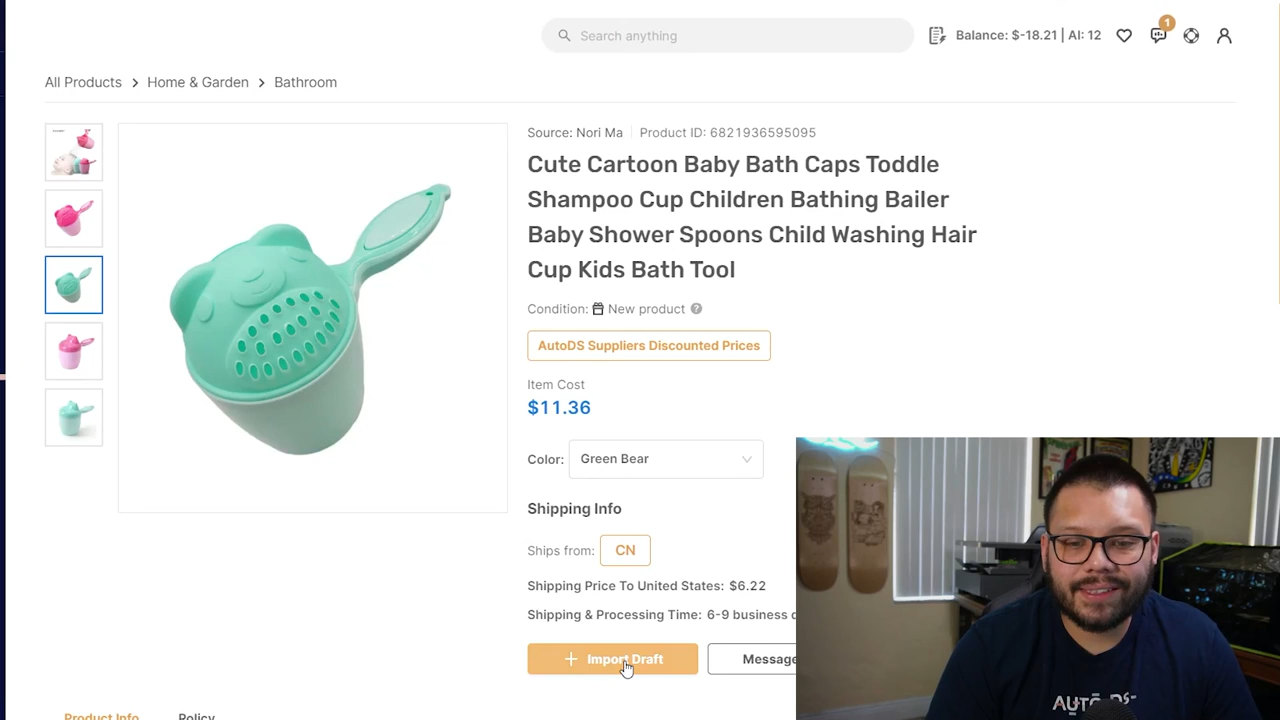 Search anything
Balance: $-18.21 | AI: 12
1
All Products > Home & Garden > Bathroom
Source: Nori Ma | Product ID: 6821936595095
Cute Cartoon Baby Bath Caps Toddle
Shampoo Cup Children Bathing Bailer
Baby Shower Spoons Child Washing Hair
Cup Kids Bath Tool
Condition: New product ?
AutoDS Suppliers Discounted Prices
Item Cost
$11.36
Color: Green Bear
Shipping Info
Ships from: CN
Shipping Price To United States: $6.22
Shipping & Processing Time: 6-9 business
+ Import Draft
Message
Product Info
Policy
AUTODS